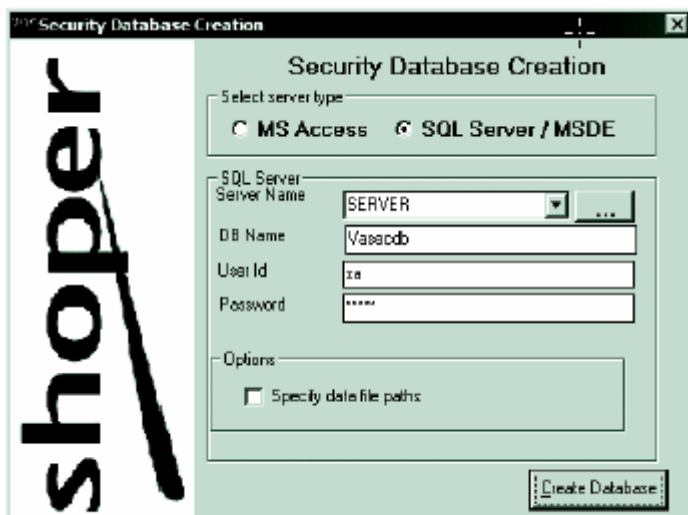 Security Database Creation
shoper
Security Database Creation
Select server type
MS Access SQL Server / MSDE
SQL Server
Server Name SERVER ...
DB Name Vasecdb
User Id sa
Password *****
Options
Specify data file paths
Create Database